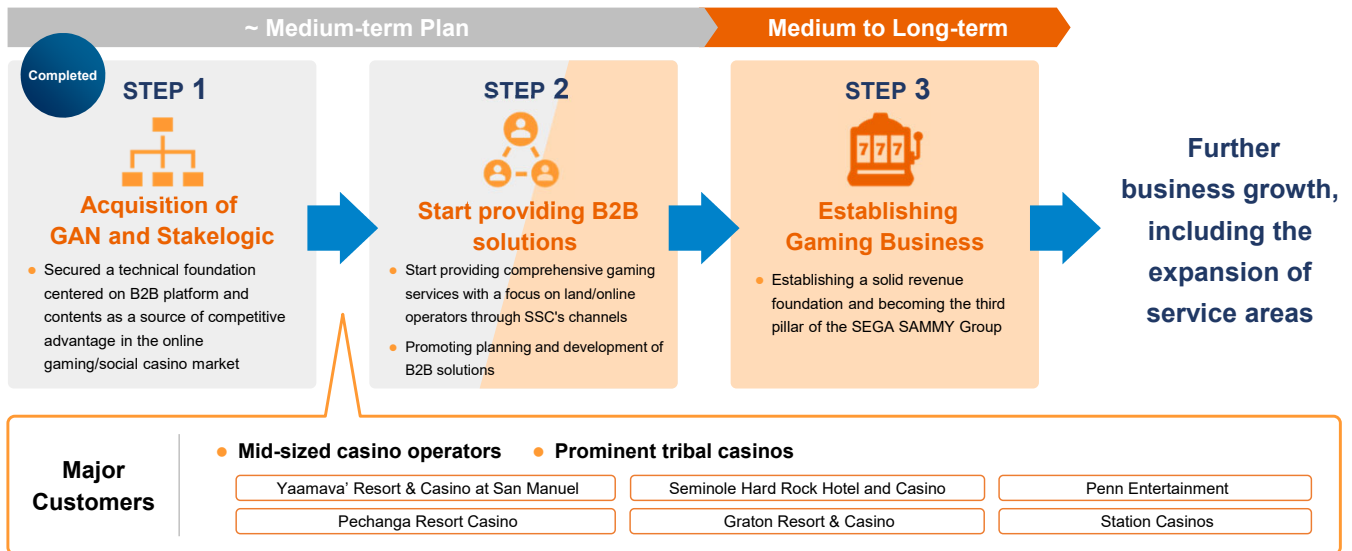 ~ Medium-term Plan
Medium to Long-term
Completed
STEP 1
Acquisition of
GAN and Stakelogic
● Secured a technical foundation
centered on B2B platform and
contents as a source of competitive
advantage in the online
gaming/social casino market
STEP 2
Start providing B2B
solutions
● Start providing comprehensive gaming
services with a focus on land/online
operators through SSC's channels
● Promoting planning and development of
B2B solutions
777
STEP 3
Establishing
Gaming Business
● Establishing a solid revenue
foundation and becoming the third
pillar of the SEGA SAMMY Group
Further
business growth,
including the
expansion of
service areas
Major
Customers
● Mid-sized casino operators ● Prominent tribal casinos
Yaamava’ Resort & Casino at San Manuel
Seminole Hard Rock Hotel and Casino
Penn Entertainment
Pechanga Resort Casino
Graton Resort & Casino
Station Casinos